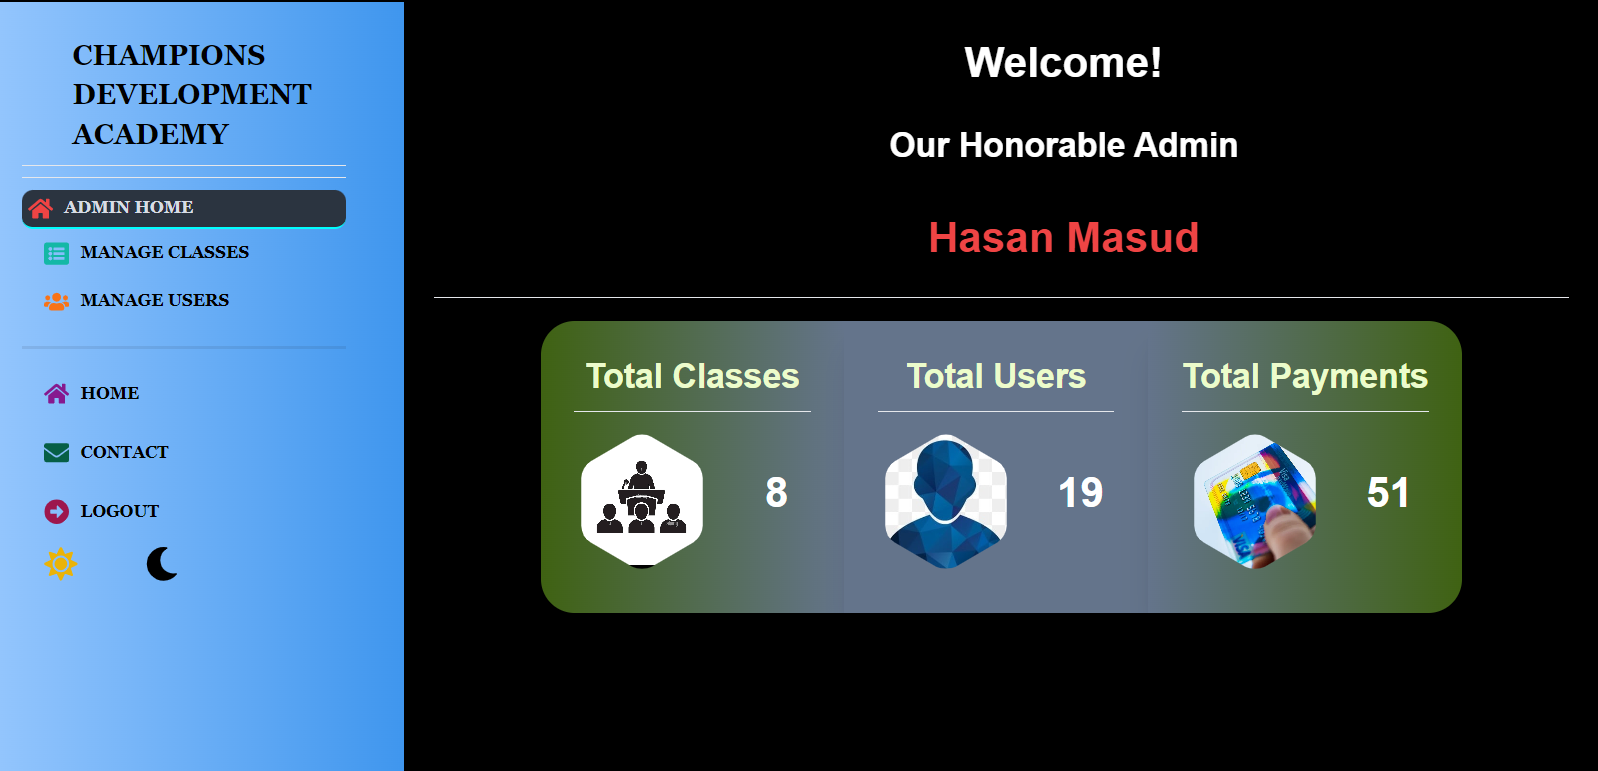 CHAMPIONS
DEVELOPMENT
ACADEMY
ADMIN HOME
MANAGE CLASSES
MANAGE USERS
HOME
CONTACT
LOGOUT
Welcome!
Our Honorable Admin
Hasan Masud
Total Classes
8
Total Users
19
Total Payments
VISA
51